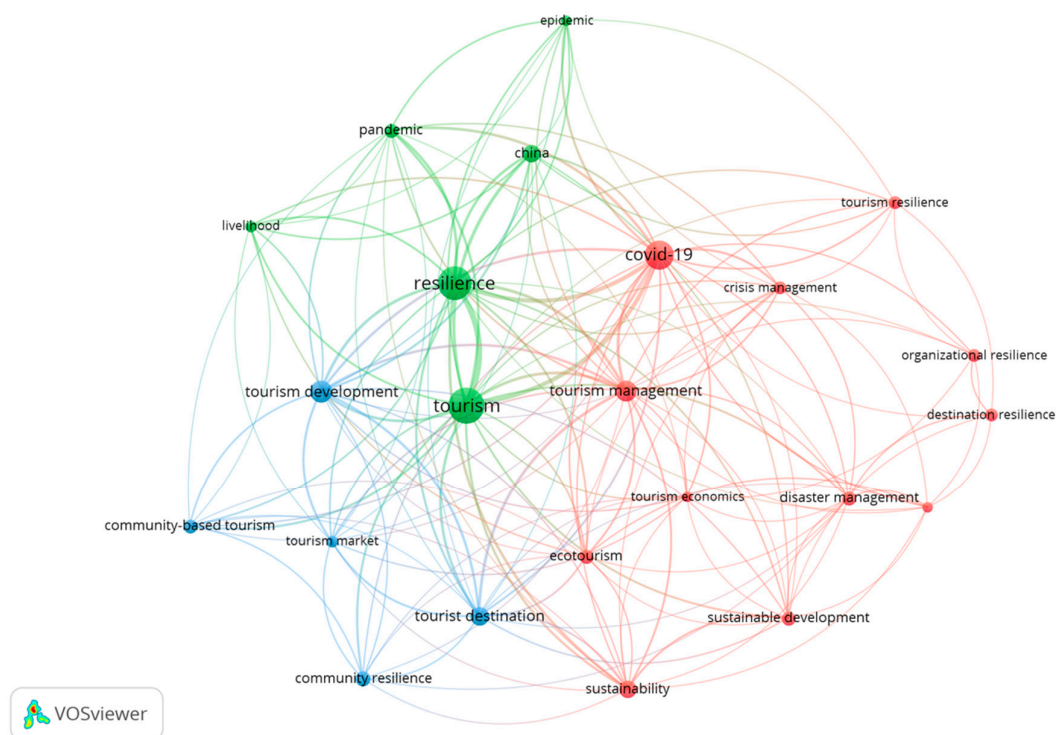 epidemic
pandemic
china
tourism resilience
livelihood
covid-19
resilience
crisis management
organizational resilience
tourism development
tourism management
tourism
destination resilience
tourism economics
disaster management
community-based tourism
tourism market
ecotourism
tourist destination
sustainable development
community resilience
sustainability
VOSviewer